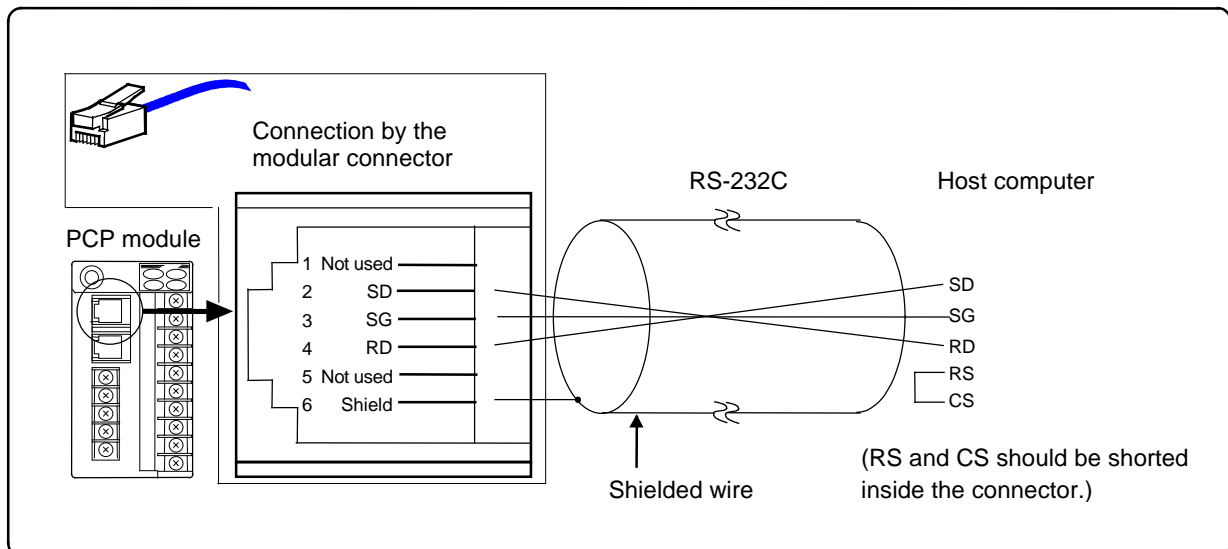 Connection by the
modular connector
RS-232C
Host computer
PCP module
1 Not used
2 SD
3 SG
4 RD
5 Not used
6 Shield
SD
SG
RD
RS
CS
Shielded wire
(RS and CS should be shorted
inside the connector.)